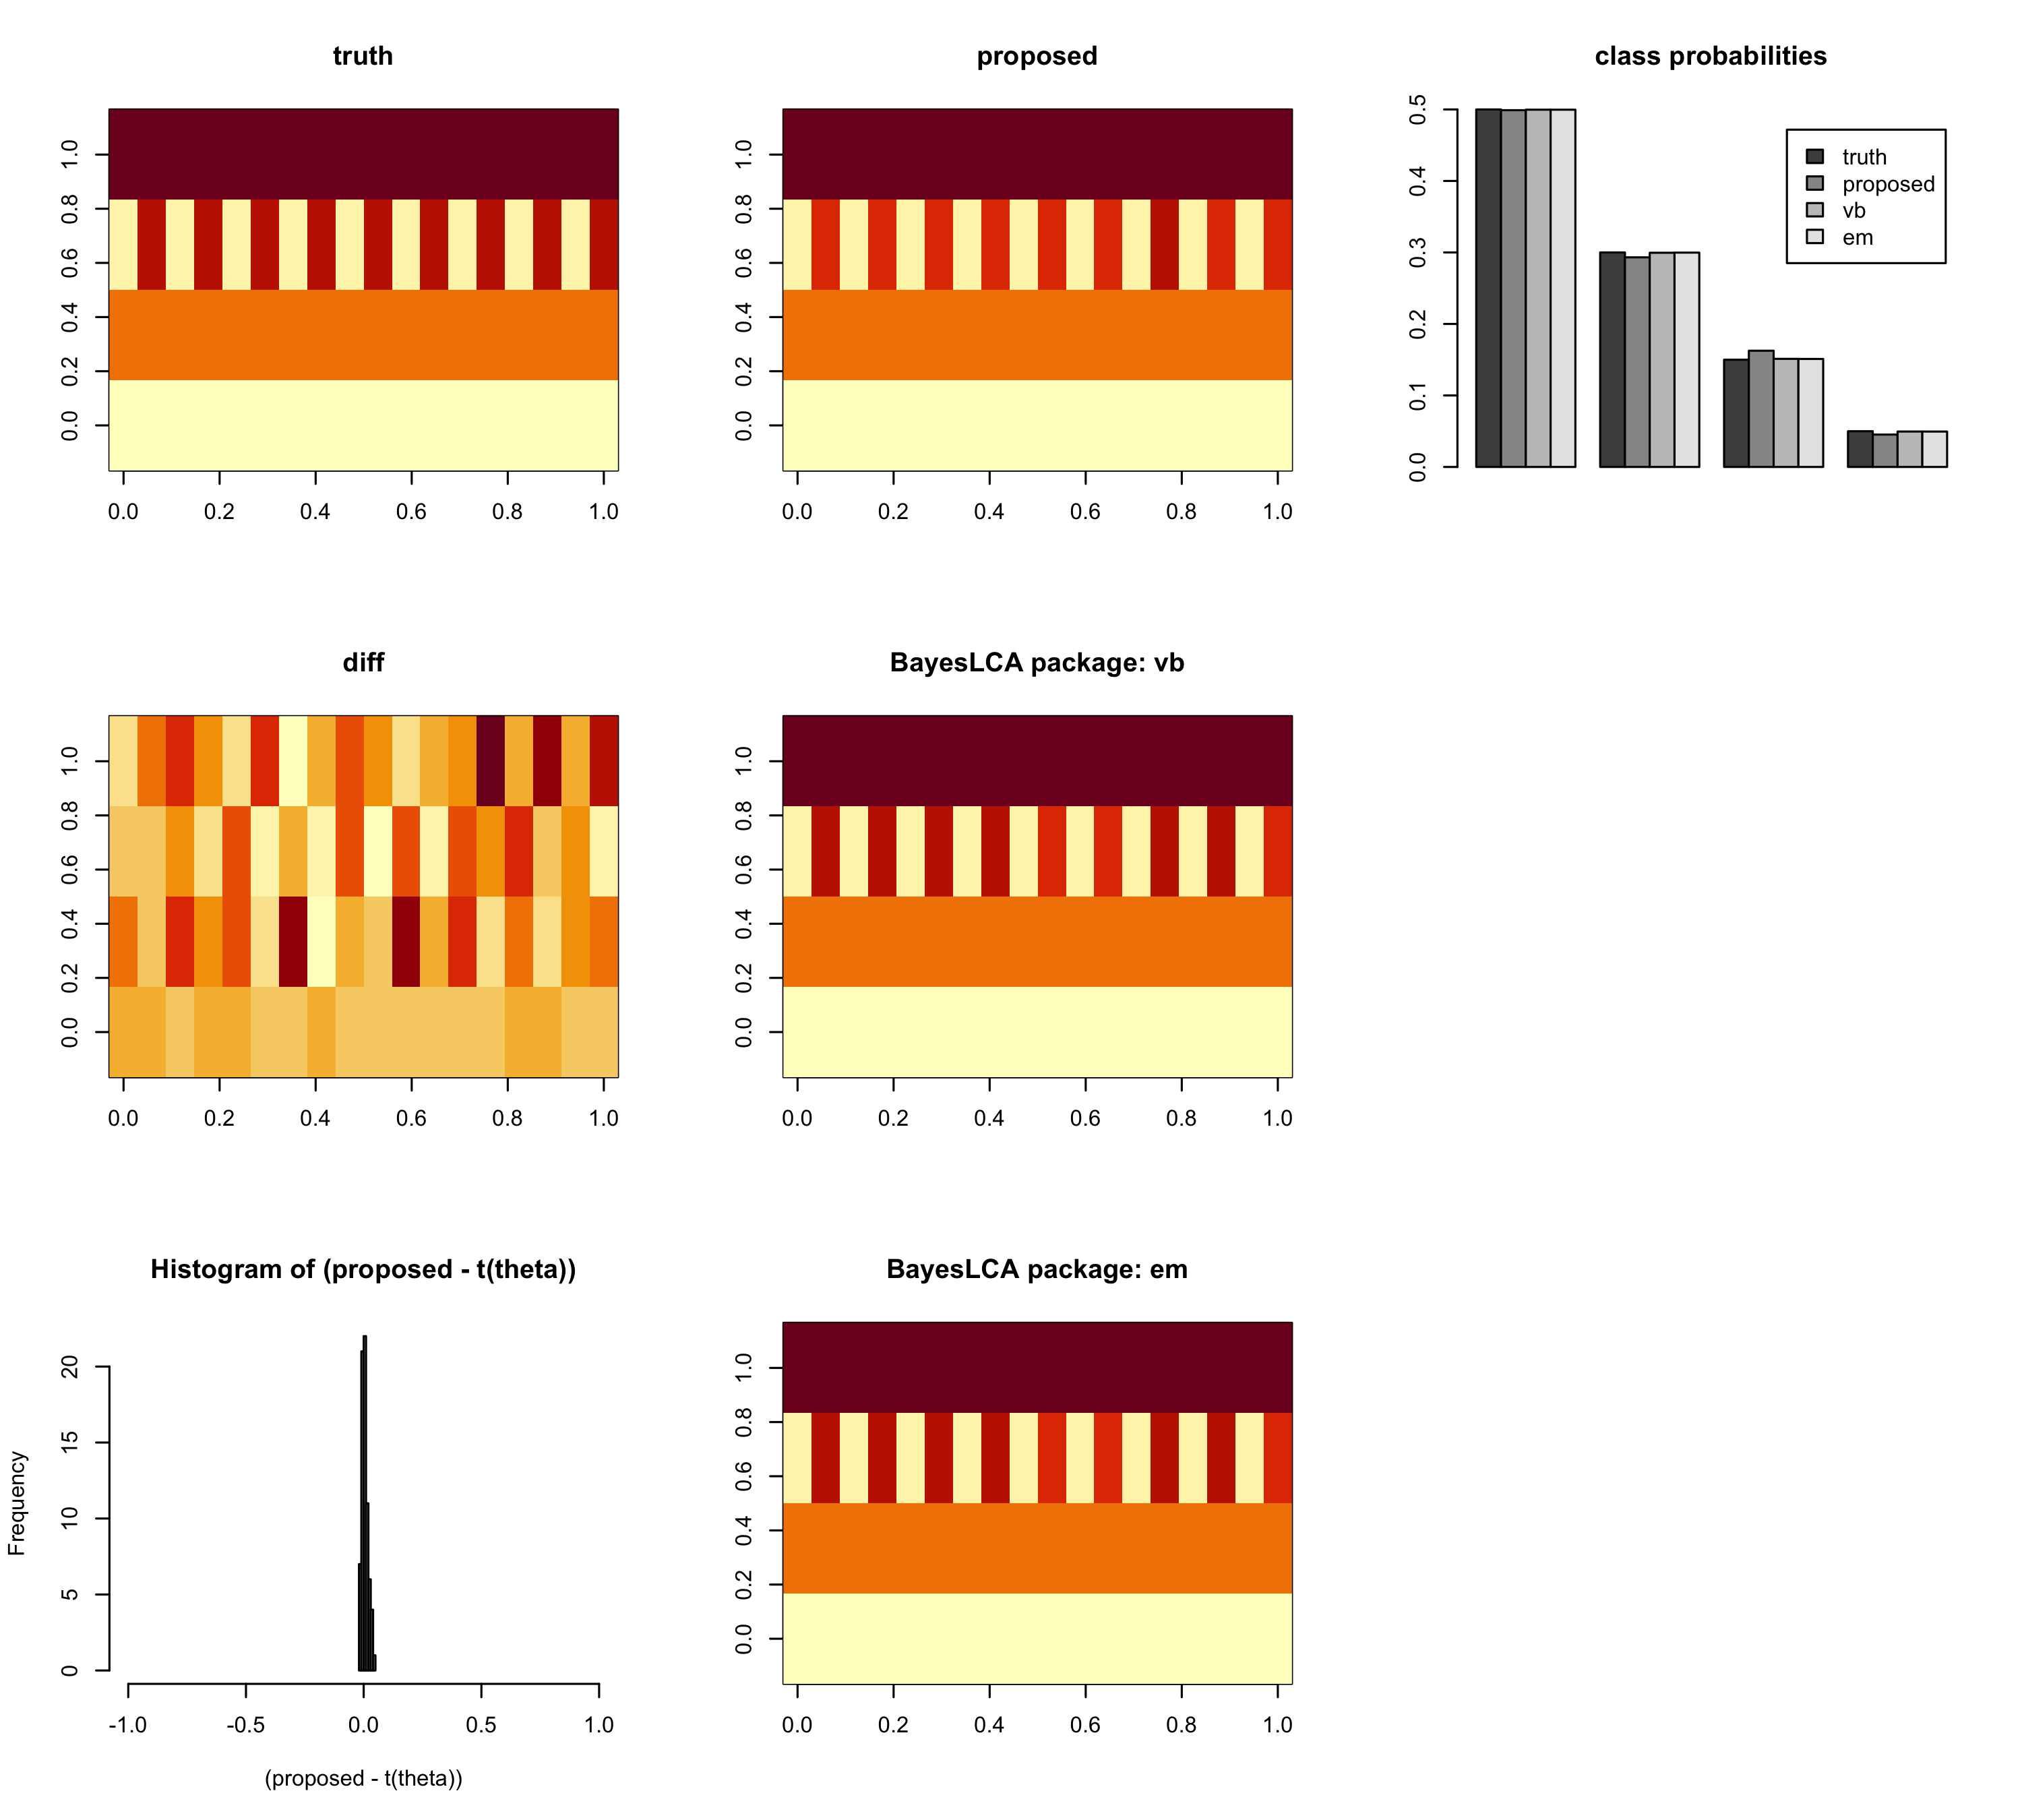 truth
1.0
0.8
0.6
0.4
0.2
0.0
0.0 0.2 0.4 0.6 0.8 1.0
proposed
1.0
0.8
0.6
0.4
0.2
0.0
0.0 0.2 0.4 0.6 0.8 1.0
class probabilities
0.5
0.4
0.3
0.2
0.1
0.0
truth
proposed
vb
em
diff
1.0
0.8
0.6
0.4
0.2
0.0
0.0 0.2 0.4 0.6 0.8 1.0
BayesLCA package: vb
1.0
0.8
0.6
0.4
0.2
0.0
0.0 0.2 0.4 0.6 0.8 1.0
Histogram of (proposed - t(theta))
Frequency
20
15
10
5
0
-1.0 -0.5 0.0 0.5 1.0
(proposed - t(theta))
BayesLCA package: em
1.0
0.8
0.6
0.4
0.2
0.0
0.0 0.2 0.4 0.6 0.8 1.0